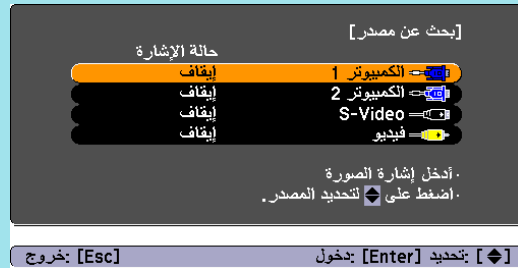 [بحث عن مصدر]
حالة الإشارة
الكمبيوتر 1 إيقاف
الكمبيوتر 2 إيقاف
S-Video إيقاف
فيديو إيقاف
·أدخل إشارة الصورة
·اضغط على لتحديد المصدر.
[ ] :تحديد [Enter] :دخول [Esc] :خروج